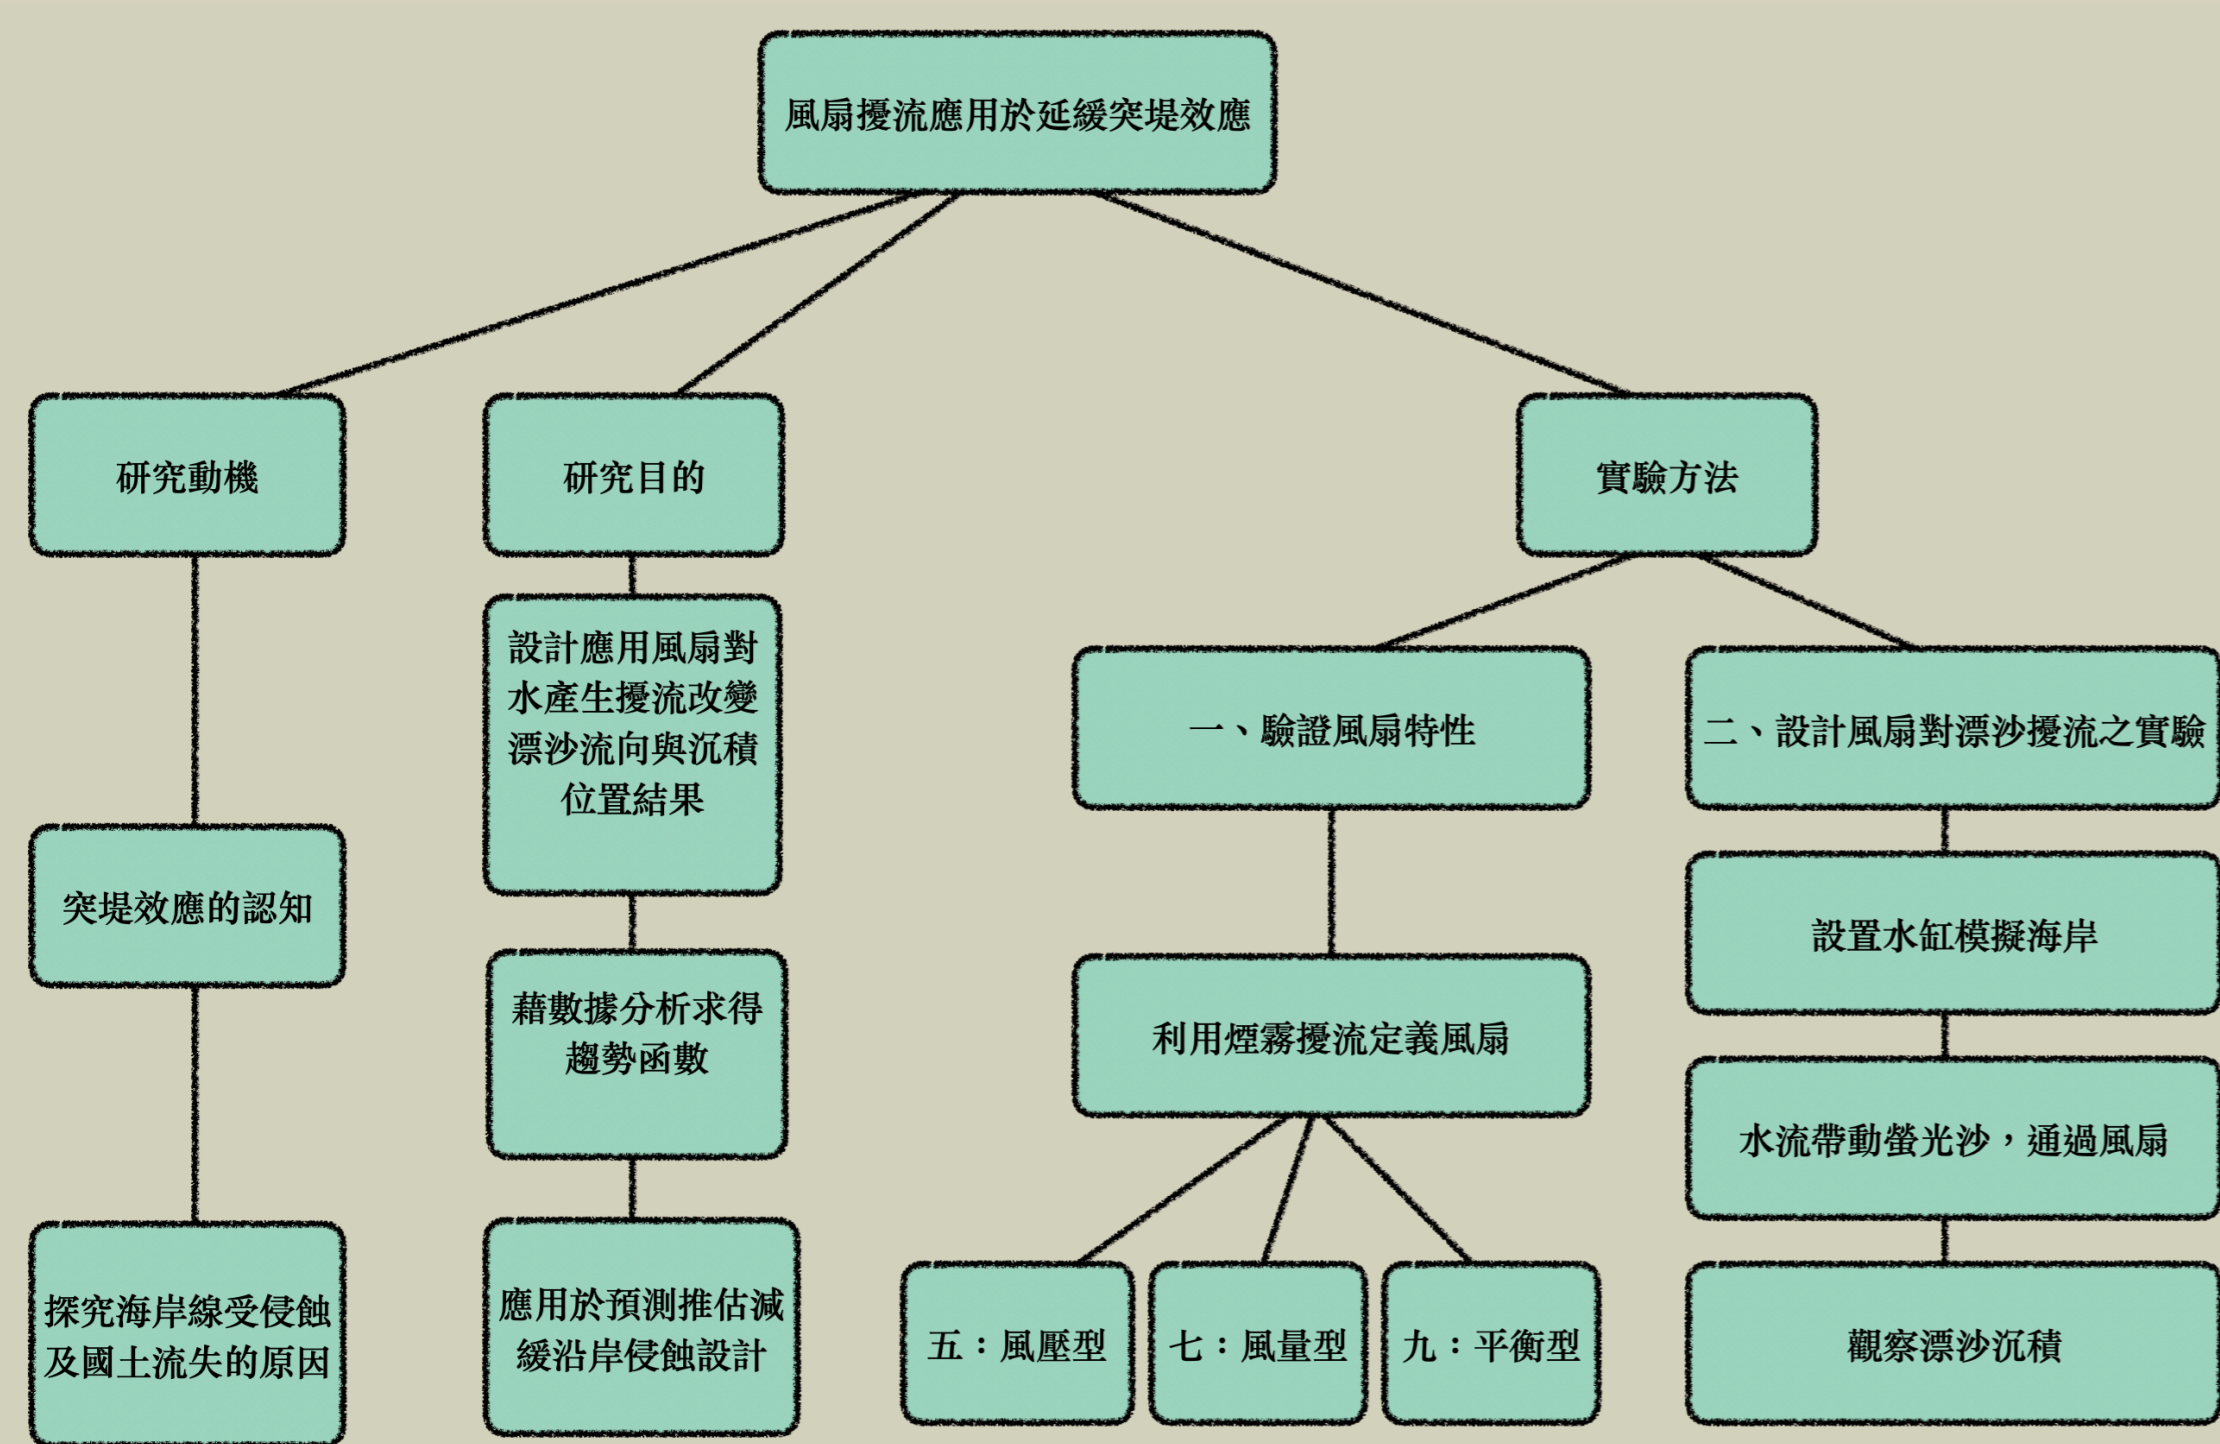 風扇擾流應用於延緩突堤效應
研究動機
研究目的
實驗方法
突堤效應的認知
探究海岸線受侵蝕
及國土流失的原因
設計應用風扇對
水產生擾流改變
漂沙流向與沉積
位置結果
藉數據分析求得
趨勢函數
應用於預測推估減
緩沿岸侵蝕設計
一、驗證風扇特性
利用煙霧擾流定義風扇
五：風壓型
七：風量型
九：平衡型
二、設計風扇對漂沙擾流之實驗
設置水缸模擬海岸
水流帶動螢光沙，通過風扇
觀察漂沙沉積